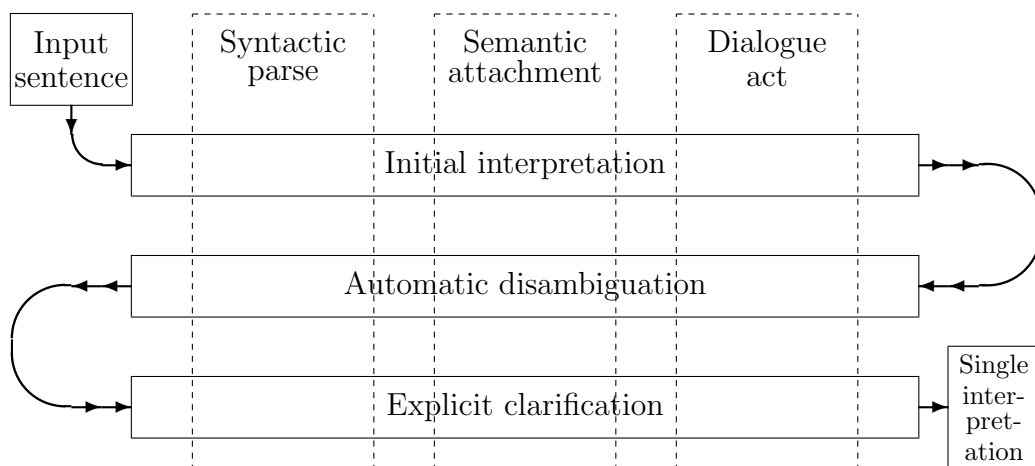 Input
sentence
Syntactic
parse
Semantic
attachment
Dialogue
act
Initial interpretation
Automatic disambiguation
Explicit clarification
Single
inter-
pret-
ation